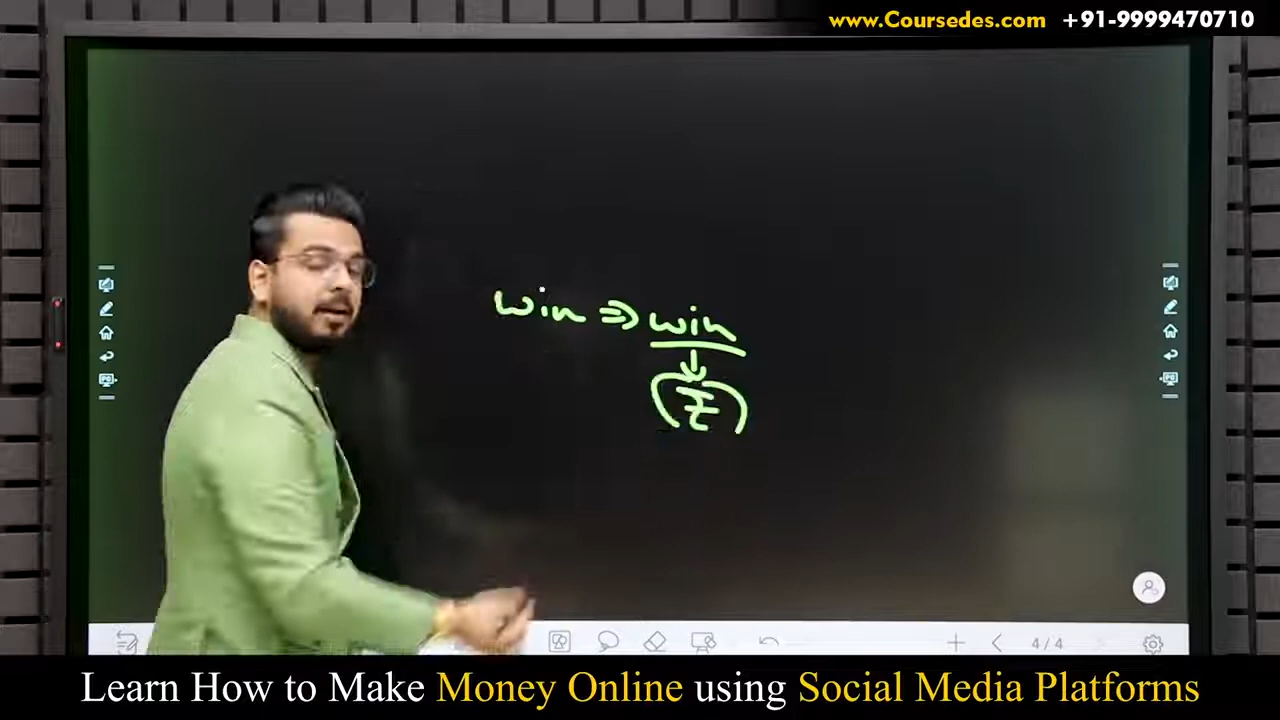 www.Coursedes.com +91-9999470710
win ⇒ win
↓
(₹)
4/4
Learn How to Make Money Online using Social Media Platforms